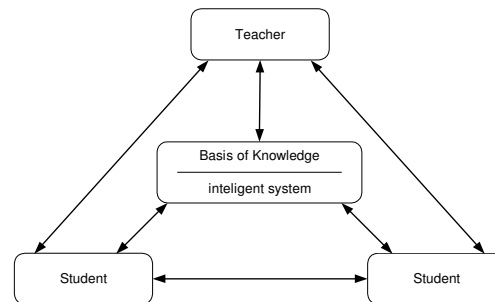 Teacher
Basis of Knowledge
inteligent system
Student
Student